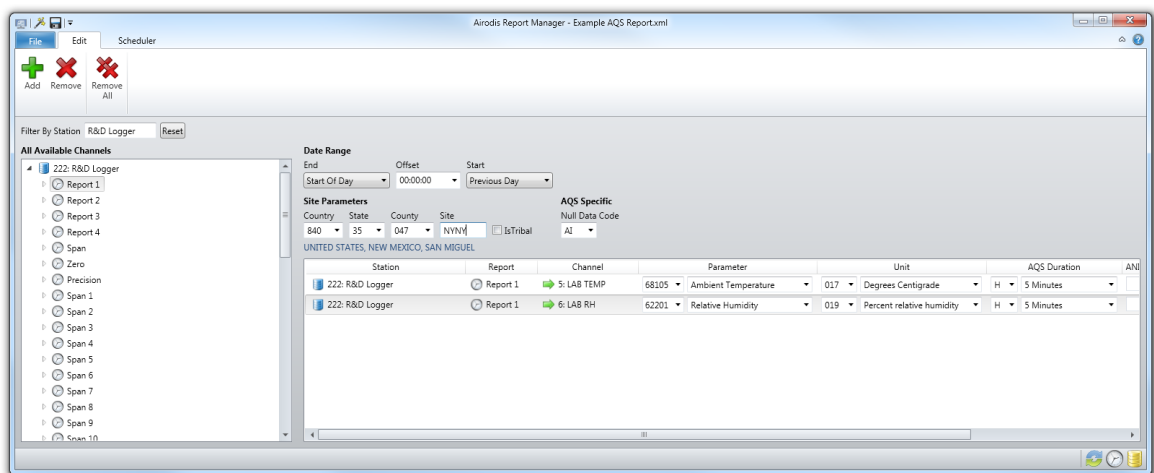 Airodis Report Manager - Example AQS Report.xml
File Edit Scheduler
Add Remove Remove All
Filter By Station R&D Logger Reset
All Available Channels
222: R&D Logger
Report 1
Report 2
Report 3
Report 4
Span
Zero
Precision
Span 1
Span 2
Span 3
Span 4
Span 5
Span 6
Span 7
Span 8
Span 9
Span 10
Date Range
End Offset Start
Start Of Day 00:00:00 Previous Day
Site Parameters AQS Specific
Country State County Site Null Data Code
840 35 047 NYNY IsTribal AI
UNITED STATES, NEW MEXICO, SAN MIGUEL
Station Report Channel Parameter Unit AQS Duration
222: R&D Logger Report 1 5: LAB TEMP 68105 Ambient Temperature 017 Degrees Centigrade H 5 Minutes
222: R&D Logger Report 1 6: LAB RH 62201 Relative Humidity 019 Percent relative humidity H 5 Minutes